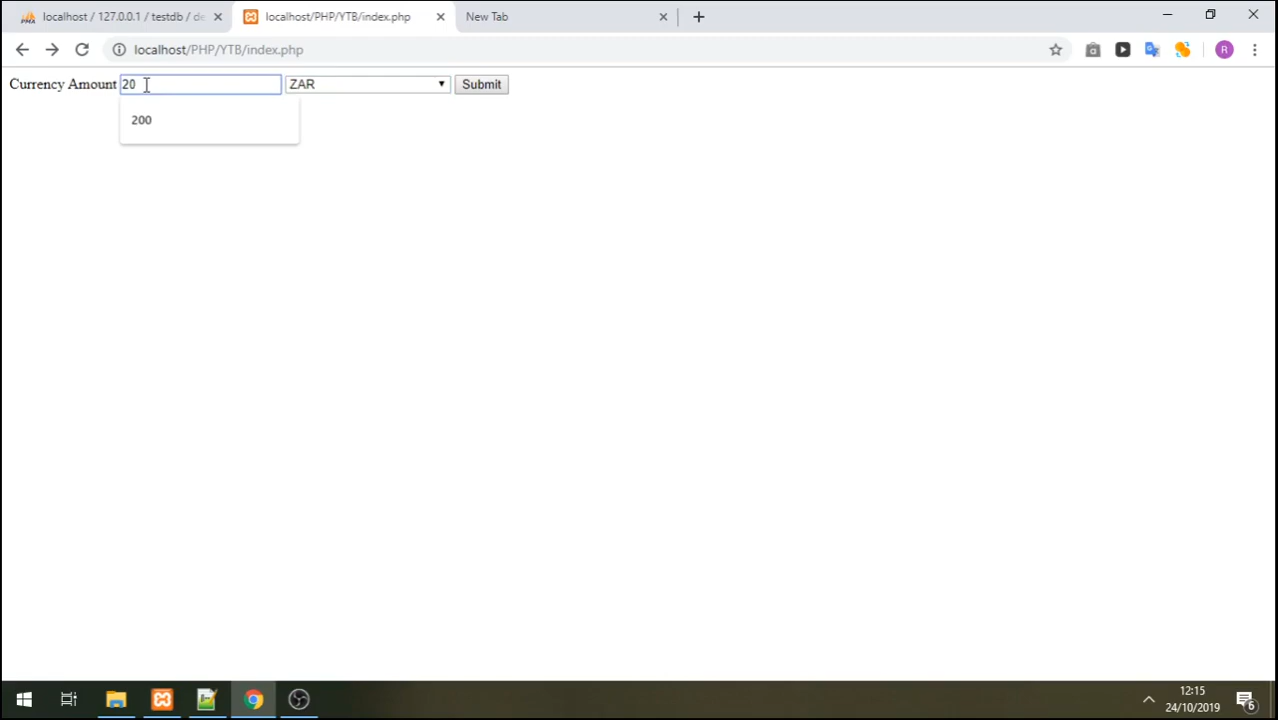 localhost / 127.0.0.1 / testdb / de
localhost/PHP/YTB/index.php
New Tab
localhost/PHP/YTB/index.php
Currency Amount 20 ZAR Submit
200
12:15
24/10/2019
6
R